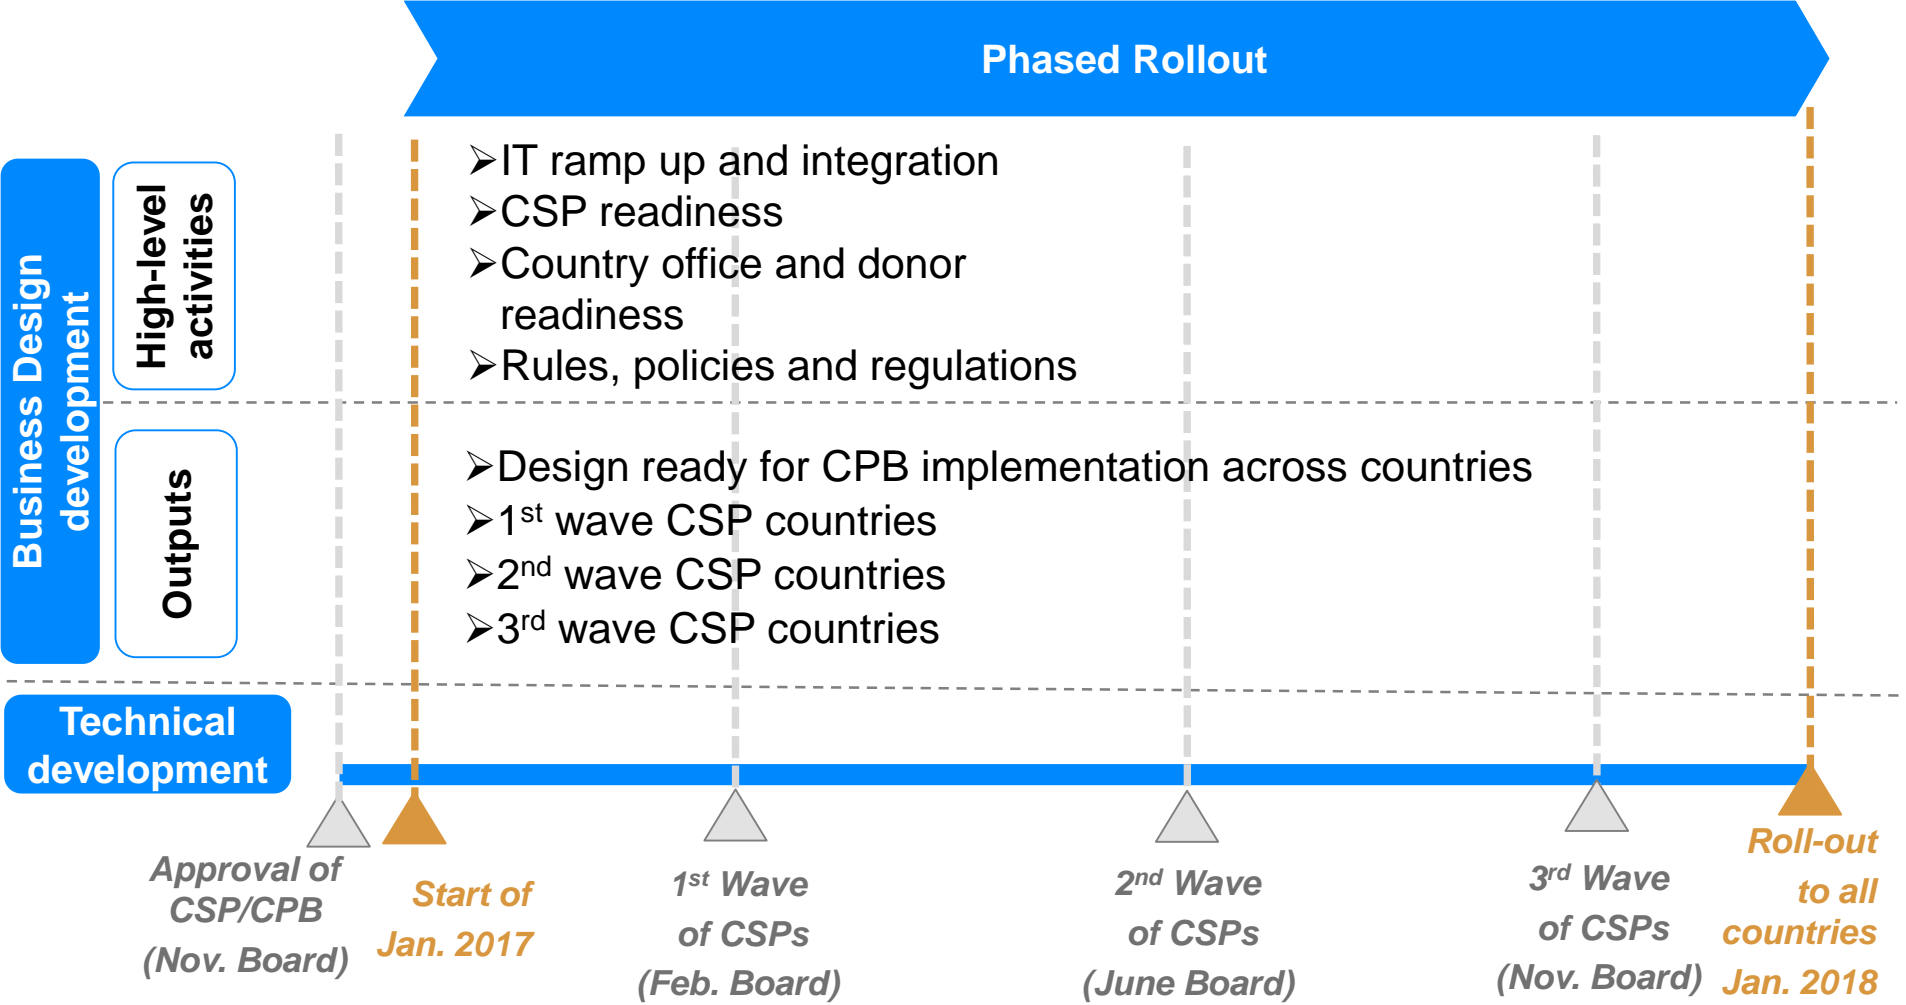 Phased Rollout
Business Design
development
High-level
activities
➢IT ramp up and integration
➢CSP readiness
➢Country office and donor
readiness
➢Rules, policies and regulations
Outputs
➢Design ready for CPB implementation across countries
➢1st wave CSP countries
➢2nd wave CSP countries
➢3rd wave CSP countries
Technical
development
Approval of
CSP/CPB
(Nov. Board)
Start of
Jan. 2017
1st Wave
of CSPs
(Feb. Board)
2nd Wave
of CSPs
(June Board)
3rd Wave
of CSPs
(Nov. Board)
Roll-out
to all
countries
Jan. 2018